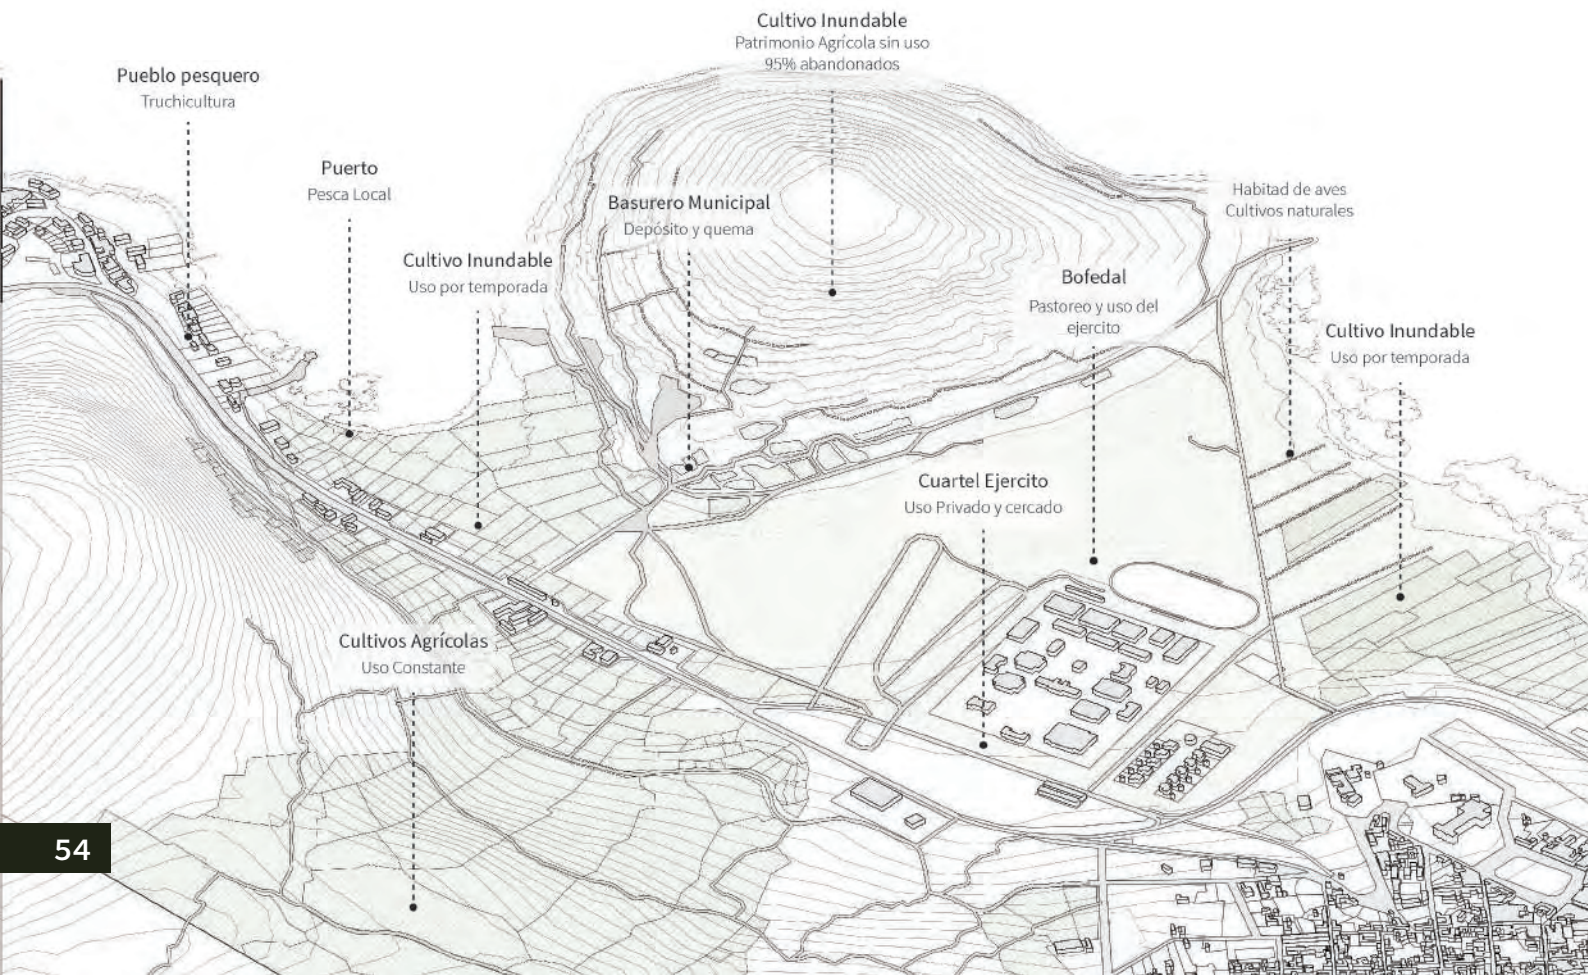 Cultivo Inundable
Patrimonio Agrícola sin uso
95% abandonados
Pueblo pesquero
Truchicultura
Puerto
Pesca Local
Habitad de aves
Cultivos naturales
Basurero Municipal
Depósito y quema
Cultivo Inundable
Uso por temporada
Bofedal
Pastoreo y uso del
ejercito
Cultivo Inundable
Uso por temporada
Cuartel Ejercito
Uso Privado y cercado
Cultivos Agrícolas
Uso Constante
54